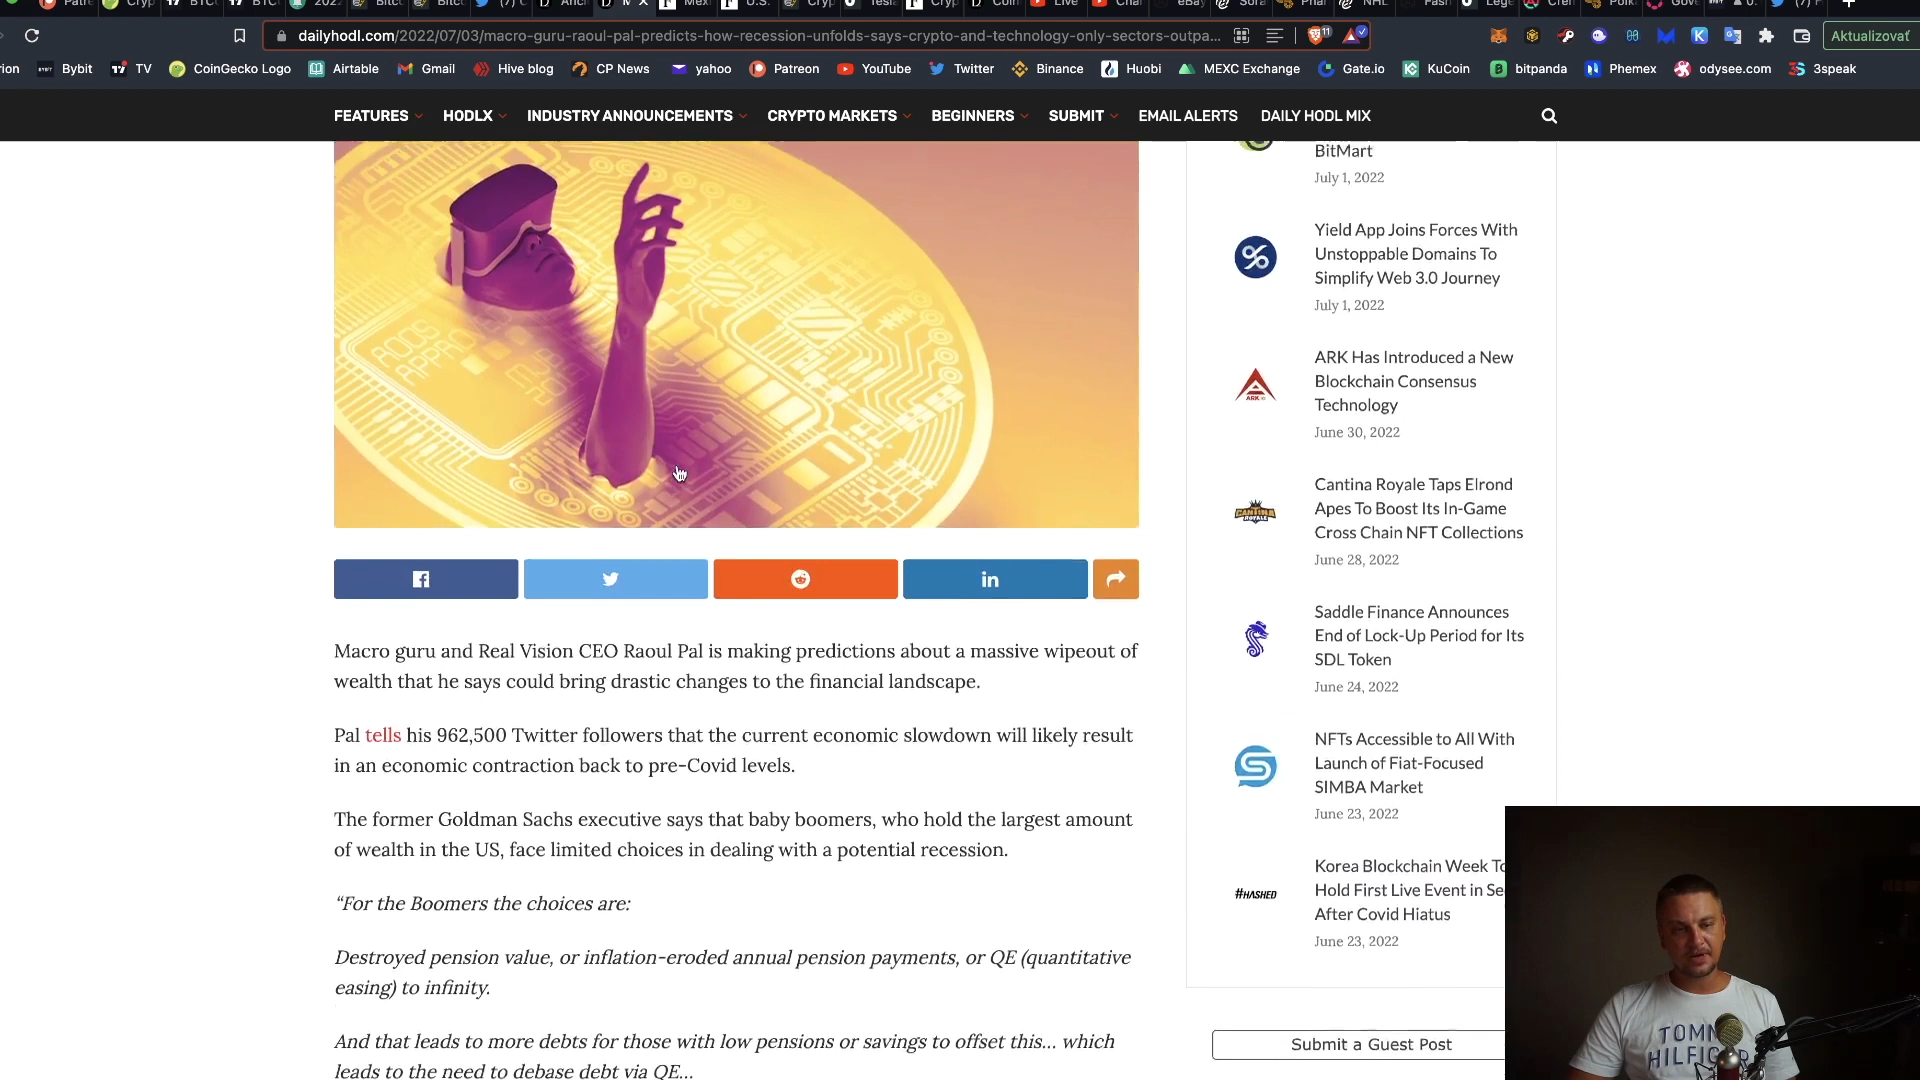 dailyhodl.com/2022/07/03/macro-guru-raoul-pal-predicts-how-recession-unfolds-says-crypto-and-technology-only-sectors-outpa...
Aktualizovať
Bybit TV CoinGecko Logo Airtable Gmail Hive blog CP News yahoo Patreon YouTube Twitter Binance Huobi MEXC Exchange Gate.io KuCoin bitpanda Phemex odysee.com 3speak
FEATURES HODLX INDUSTRY ANNOUNCEMENTS CRYPTO MARKETS BEGINNERS SUBMIT EMAIL ALERTS DAILY HODL MIX
Macro guru and Real Vision CEO Raoul Pal is making predictions about a massive wipeout of
wealth that he says could bring drastic changes to the financial landscape.
Pal tells his 962,500 Twitter followers that the current economic slowdown will likely result
in an economic contraction back to pre-Covid levels.
The former Goldman Sachs executive says that baby boomers, who hold the largest amount
of wealth in the US, face limited choices in dealing with a potential recession.
“For the Boomers the choices are:
Destroyed pension value, or inflation-eroded annual pension payments, or QE (quantitative
easing) to infinity.
And that leads to more debts for those with low pensions or savings to offset this… which
leads to the need to debase debt via QE…
BitMart
July 1, 2022
Yield App Joins Forces With
Unstoppable Domains To
Simplify Web 3.0 Journey
July 1, 2022
ARK Has Introduced a New
Blockchain Consensus
Technology
June 30, 2022
Cantina Royale Taps Elrond
Apes To Boost Its In-Game
Cross Chain NFT Collections
June 28, 2022
Saddle Finance Announces
End of Lock-Up Period for Its
SDL Token
June 24, 2022
NFTs Accessible to All With
Launch of Fiat-Focused
SIMBA Market
June 23, 2022
#HASHED
Korea Blockchain Week To
Hold First Live Event in Se
After Covid Hiatus
June 23, 2022
Submit a Guest Post